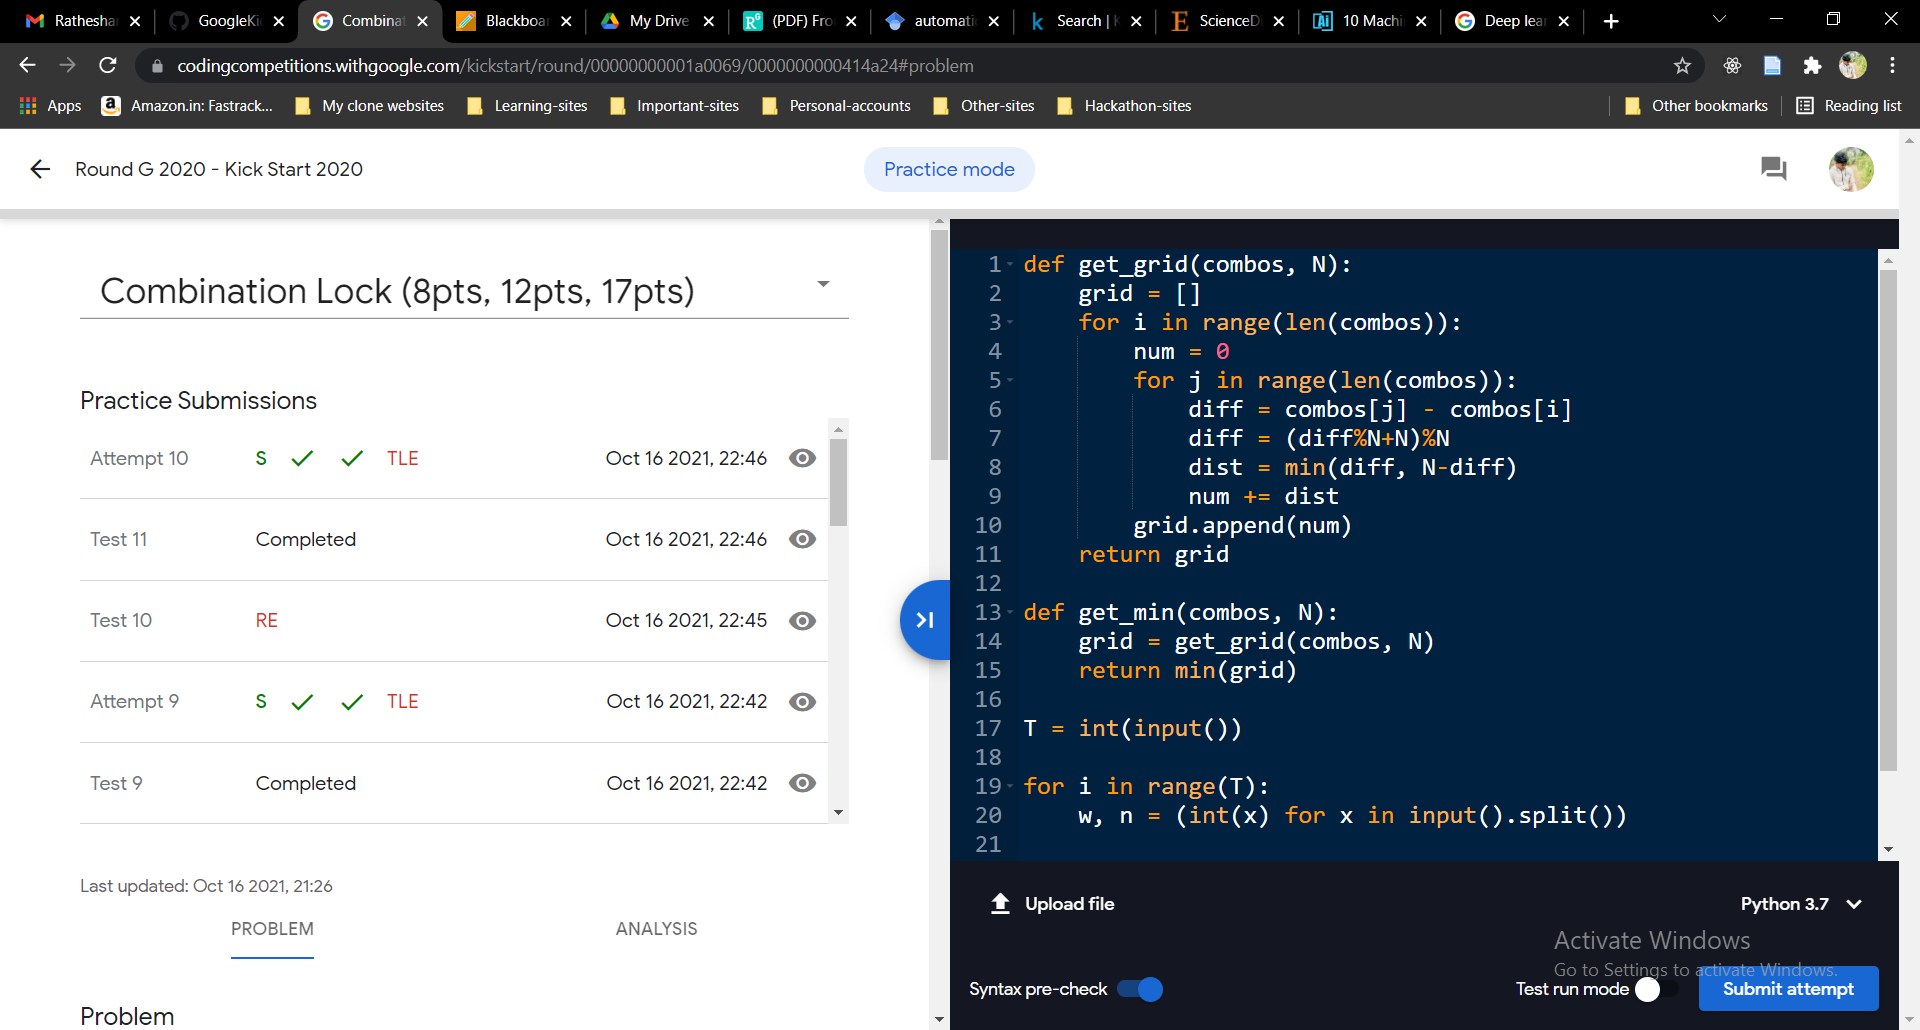 Rathesha
GoogleKi
Combinat
Blackboar
My Drive
(PDF) Fro
automati
Search | K
ScienceDi
10 Machi
Deep lear
codingcompetitions.withgoogle.com/kickstart/round/00000000001a0069/0000000000414a24#problem
Apps
Amazon.in: Fastrack...
My clone websites
Learning-sites
Important-sites
Personal-accounts
Other-sites
Hackathon-sites
Other bookmarks
Reading list
Round G 2020 - Kick Start 2020
Practice mode
Combination Lock (8pts, 12pts, 17pts)
Practice Submissions
Attempt 10 S TLE Oct 16 2021, 22:46
Test 11 Completed Oct 16 2021, 22:46
Test 10 RE Oct 16 2021, 22:45
Attempt 9 S TLE Oct 16 2021, 22:42
Test 9 Completed Oct 16 2021, 22:42
Last updated: Oct 16 2021, 21:26
PROBLEM ANALYSIS
Problem
1 def get_grid(combos, N):
2 grid = []
3 for i in range(len(combos)):
4 num = 0
5 for j in range(len(combos)):
6 diff = combos[j] - combos[i]
7 diff = (diff%N+N)%N
8 dist = min(diff, N-diff)
9 num += dist
10 grid.append(num)
11 return grid
12
13 def get_min(combos, N):
14 grid = get_grid(combos, N)
15 return min(grid)
16
17 T = int(input())
18
19 for i in range(T):
20 w, n = (int(x) for x in input().split())
21
Upload file
Python 3.7
Activate Windows
Go to Settings to activate Windows.
Syntax pre-check
Test run mode
Submit attempt